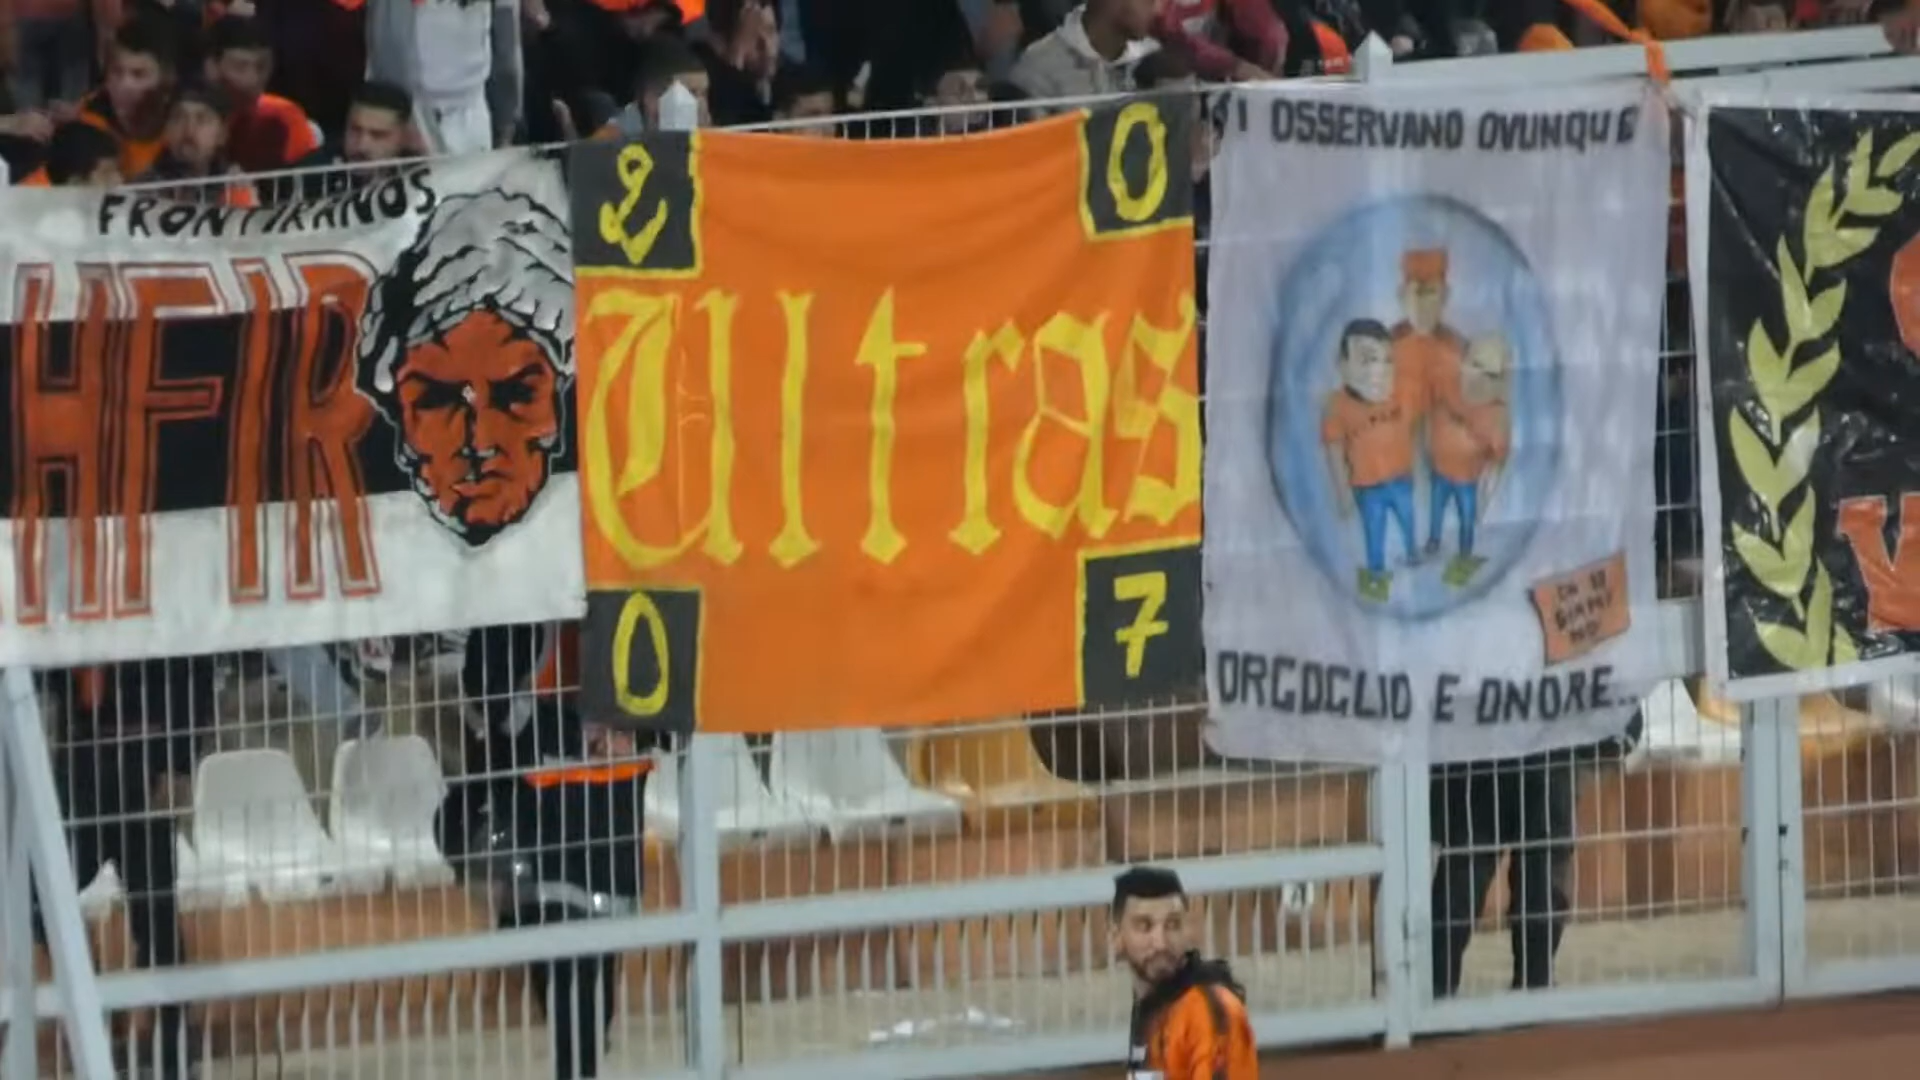 FRONTIRANOS
HFIR
2 0
Ultras
0 7
I OSSERVANO OVUNQUE
ORGOGLIO E ONORE..